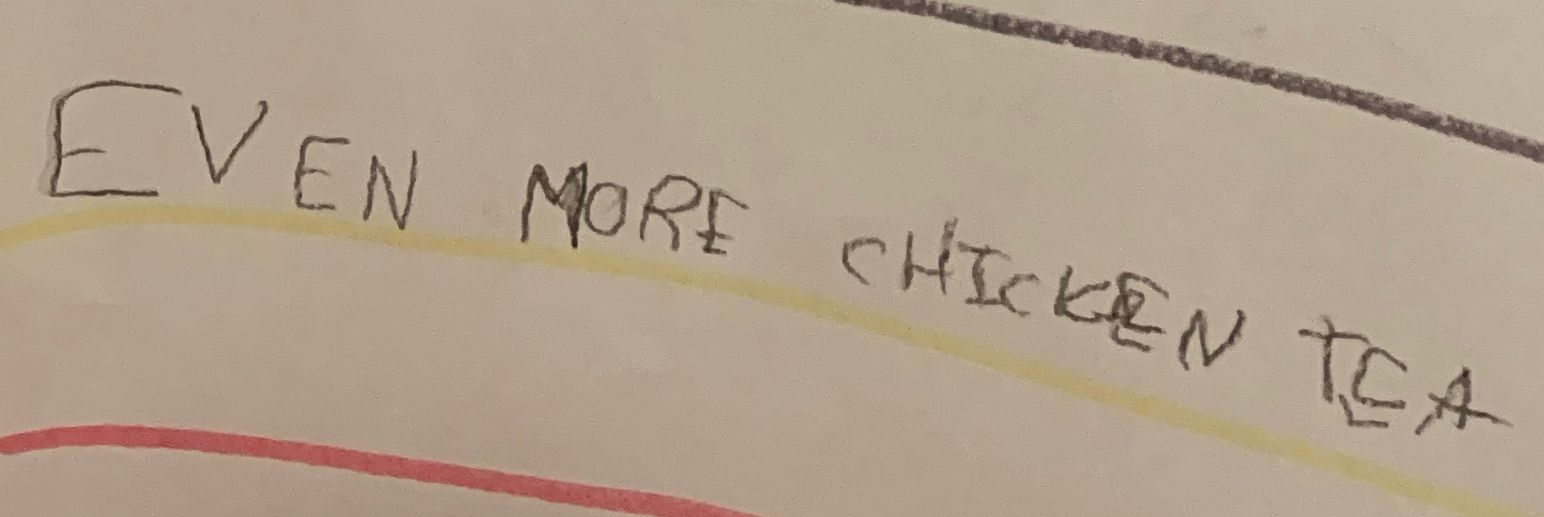 EVEN MORE CHICKEN TEA